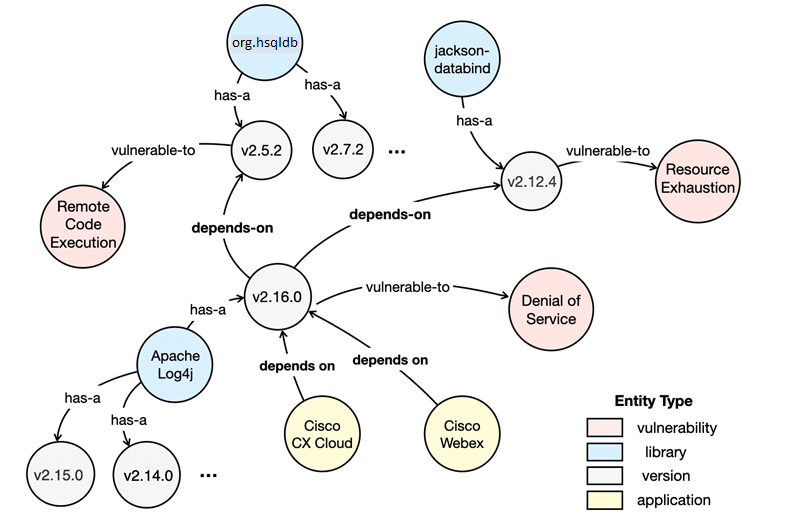 org.hsqldb
jackson-
databind
has-a
has-a
has-a
vulnerable-to
v2.5.2
v2.7.2
...
vulnerable-to
v2.12.4
Resource
Exhaustion
Remote
Code
Execution
depends-on
depends-on
v2.16.0
vulnerable-to
Denial of
Service
has-a
Apache
Log4j
depends on
depends on
has-a
has-a
Cisco
CX Cloud
Cisco
Webex
v2.15.0
v2.14.0
...
Entity Type
vulnerability
library
version
application